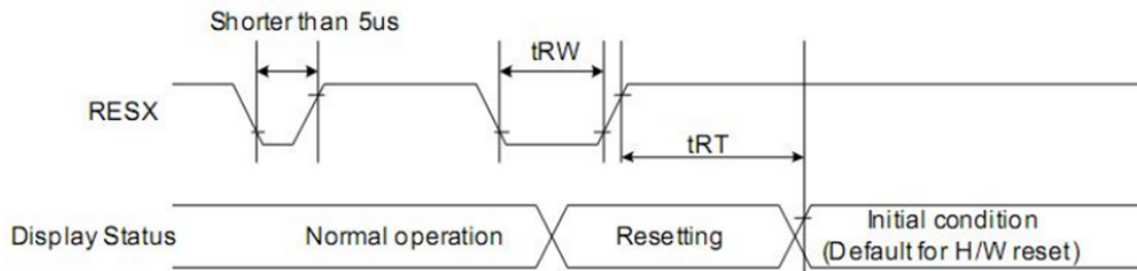 Shorter than 5us
tRW
RESX
tRT
Display Status
Normal operation
Resetting
Initial condition
(Default for H/W reset)